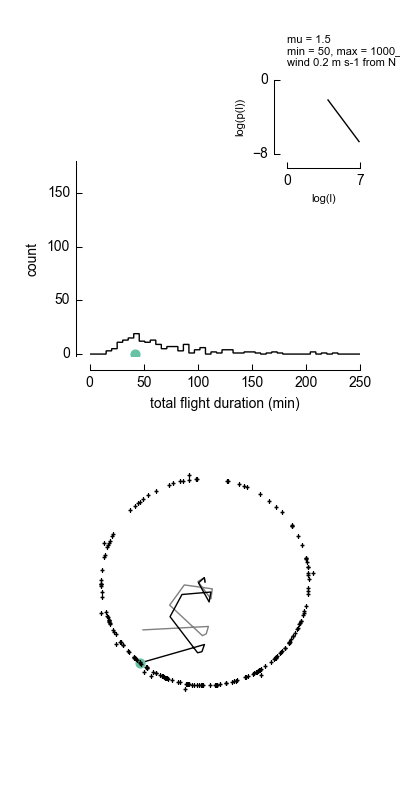 mu = 1.5
min = 50, max = 1000_
wind 0.2 m s-1 from N
0
log(p(l))
−8
0 7
log(l)
150
100
count
50
0
0 50 100 150 200 250
total flight duration (min)